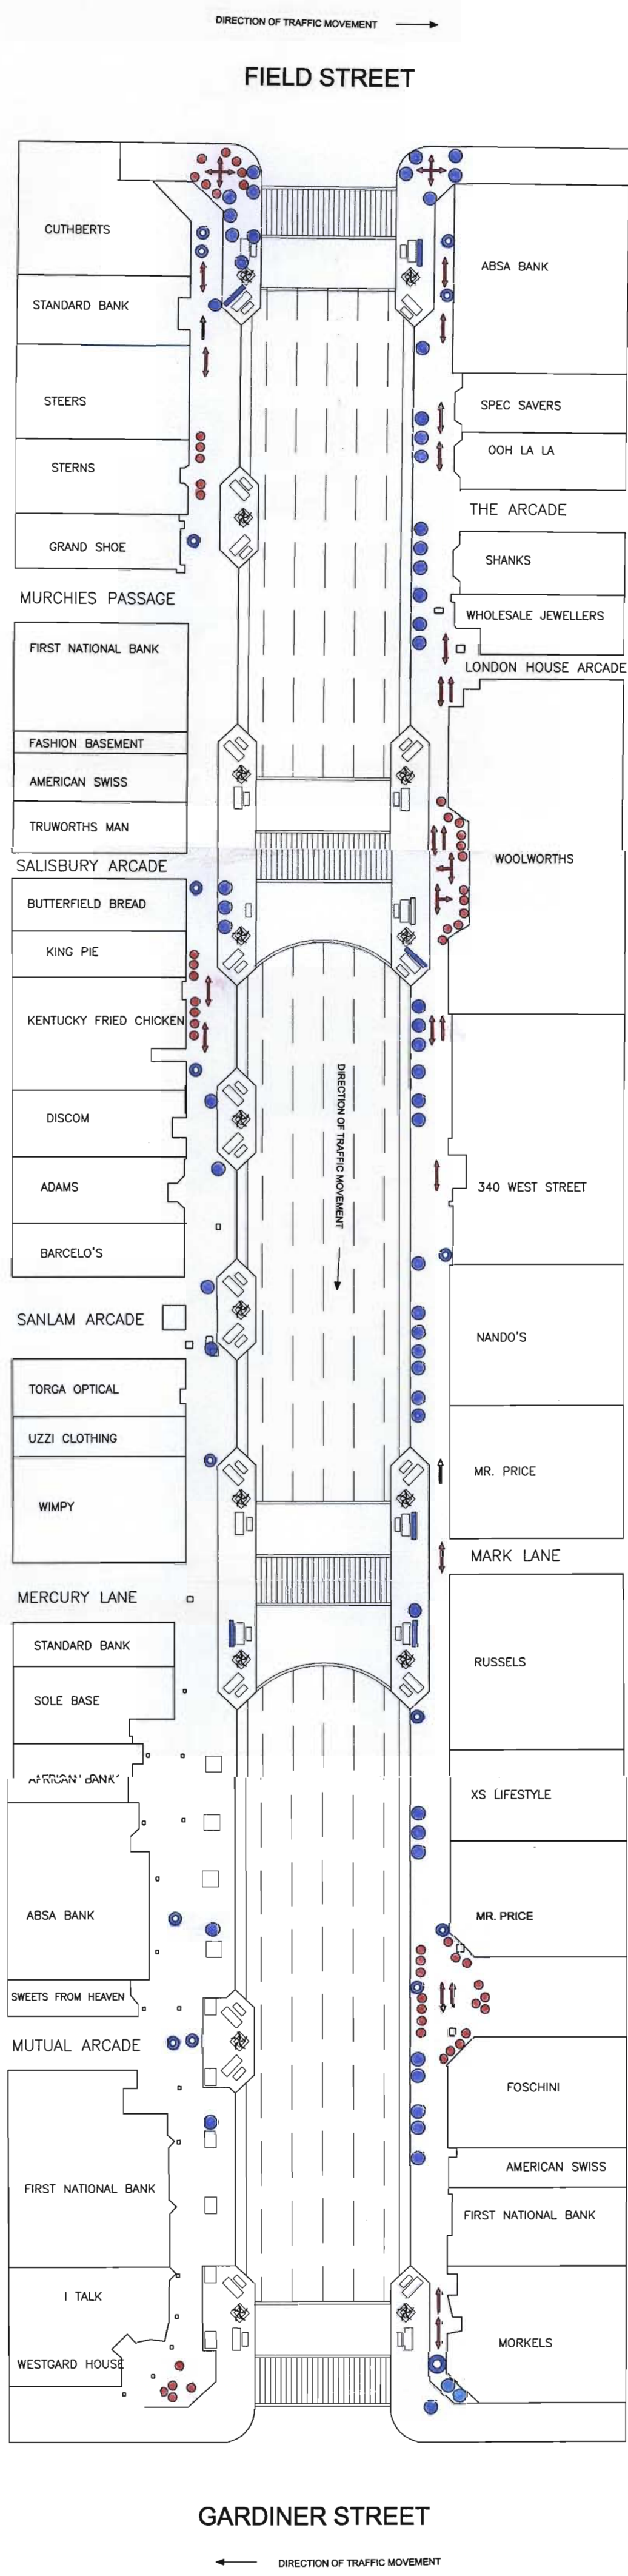 DIRECTION OF TRAFFIC MOVEMENT
FIELD STREET
CUTHBERTS
ABSA BANK
STANDARD BANK
STEERS
SPEC SAVERS
OOH LA LA
STERNS
THE ARCADE
GRAND SHOE
SHANKS
MURCHIES PASSAGE
WHOLESALE JEWELLERS
FIRST NATIONAL BANK
LONDON HOUSE ARCADE
FASHION BASEMENT
AMERICAN SWISS
TRUWORTHS MAN
WOOLWORTHS
SALISBURY ARCADE
BUTTERFIELD BREAD
KING PIE
KENTUCKY FRIED CHICKEN
DISCOM
DIRECTION OF TRAFFIC MOVEMENT
ADAMS
340 WEST STREET
BARCELO'S
SANLAM ARCADE
NANDO'S
TORGA OPTICAL
UZZI CLOTHING
MR. PRICE
WIMPY
MARK LANE
MERCURY LANE
STANDARD BANK
RUSSELS
SOLE BASE
AFRICAN BANK
XS LIFESTYLE
ABSA BANK
MR. PRICE
SWEETS FROM HEAVEN
MUTUAL ARCADE
FOSCHINI
AMERICAN SWISS
FIRST NATIONAL BANK
FIRST NATIONAL BANK
I TALK
MORKELS
WESTGARD HOUSE
GARDINER STREET
DIRECTION OF TRAFFIC MOVEMENT